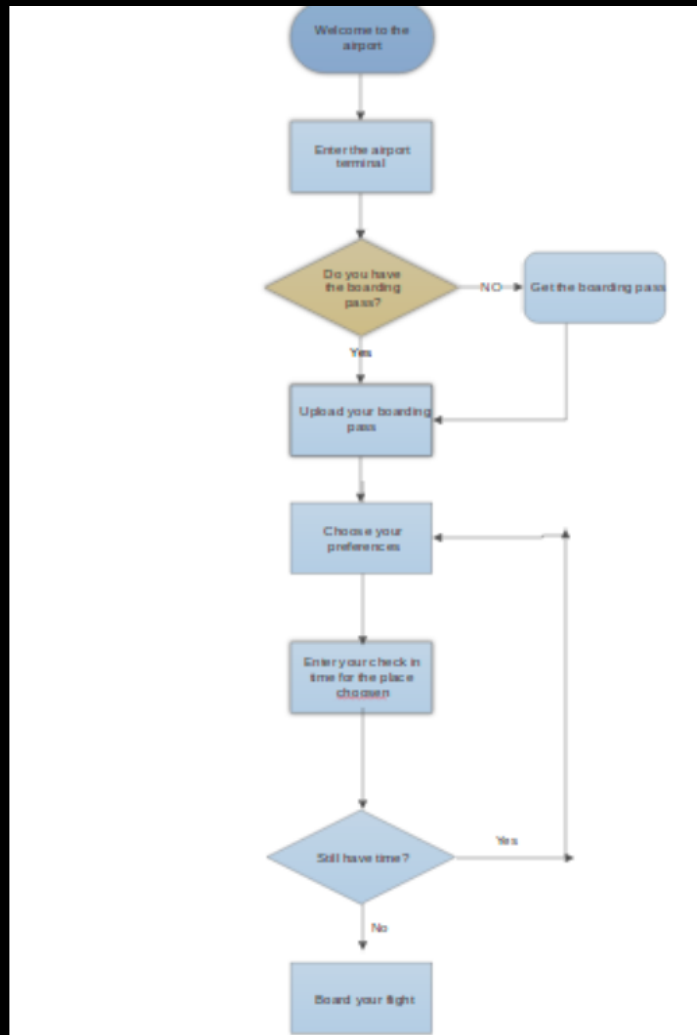 Welcome to the
airport
Enter the airport
terminal
Do you have
the boarding
pass?
NO
Get the boarding pass
Yes
Upload your boarding
pass
Choose your
preferences
Enter your check in
time for the place
choosen
Still have time?
Yes
No
Board your flight